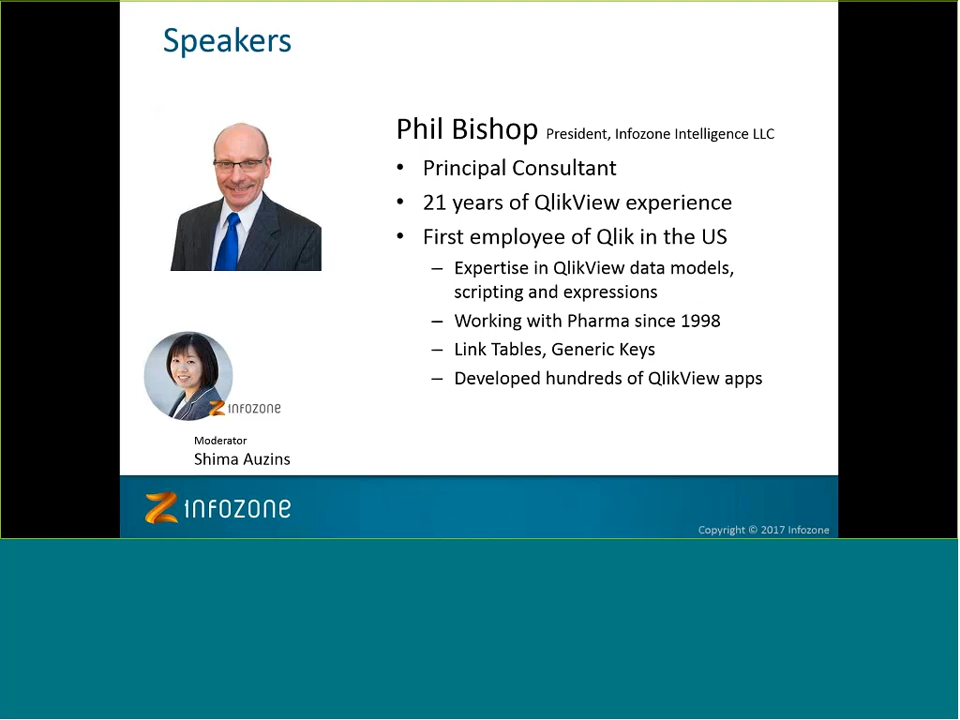 Speakers
Phil Bishop President, Infozone Intelligence LLC
• Principal Consultant
• 21 years of QlikView experience
• First employee of Qlik in the US
– Expertise in QlikView data models,
scripting and expressions
– Working with Pharma since 1998
– Link Tables, Generic Keys
– Developed hundreds of QlikView apps
infozone
Moderator
Shima Auzins
infozone
Copyright © 2017 Infozone